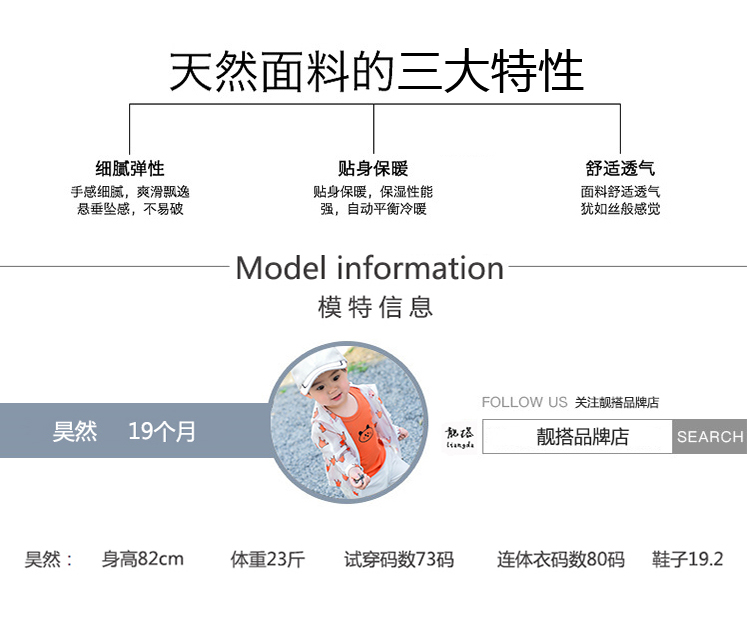 天然面料的三大特性
细腻弹性
手感细腻，爽滑飘逸
悬垂坠感，不易破
贴身保暖
贴身保暖，保湿性能
强，自动平衡冷暖
舒适透气
面料舒适透气
犹如丝般感觉
Model information
模特信息
昊然 19个月
FOLLOW US 关注靓搭品牌店
靓搭
liangda
靓搭品牌店
SEARCH
昊然： 身高82cm 体重23斤 试穿码数73码 连体衣码数80码 鞋子19.2